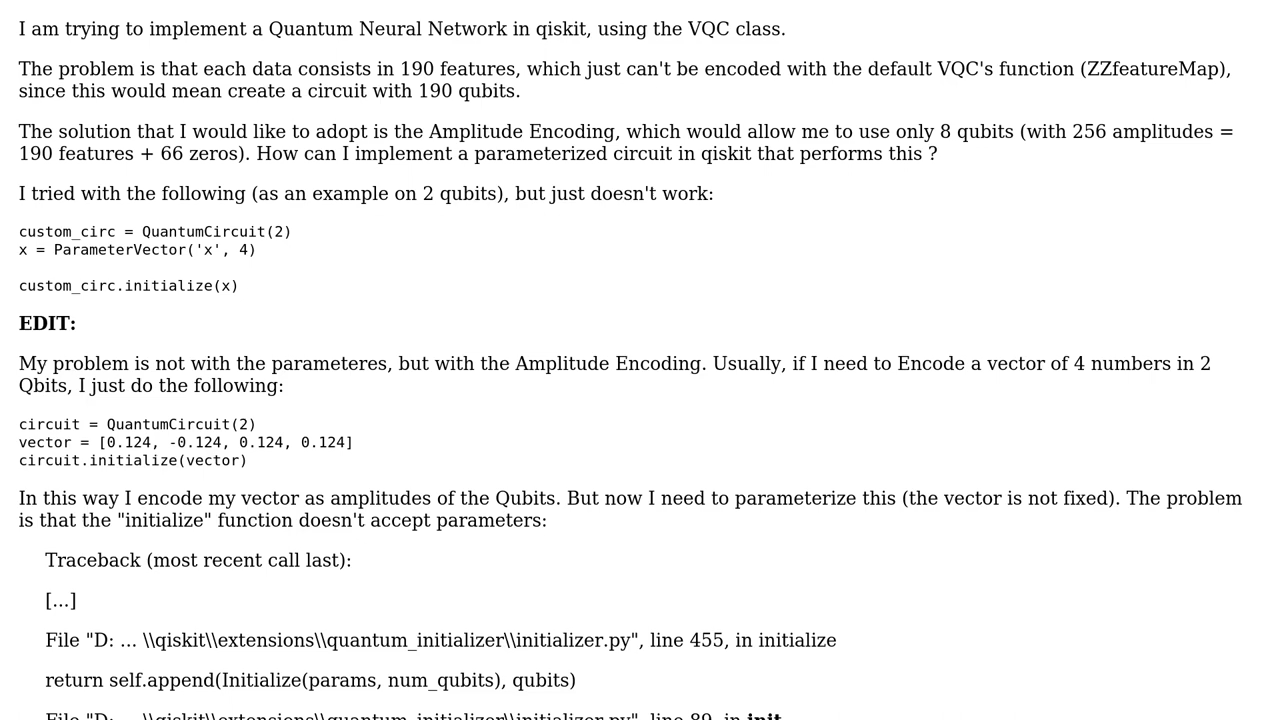 I am trying to implement a Quantum Neural Network in qiskit, using the VQC class.
The problem is that each data consists in 190 features, which just can't be encoded with the default VQC's function (ZZfeatureMap),
since this would mean create a circuit with 190 qubits.
The solution that I would like to adopt is the Amplitude Encoding, which would allow me to use only 8 qubits (with 256 amplitudes =
190 features + 66 zeros). How can I implement a parameterized circuit in qiskit that performs this ?
I tried with the following (as an example on 2 qubits), but just doesn't work:
custom_circ = QuantumCircuit(2)
x = ParameterVector('x', 4)
custom_circ.initialize(x)
EDIT:
My problem is not with the parameteres, but with the Amplitude Encoding. Usually, if I need to Encode a vector of 4 numbers in 2
Qbits, I just do the following:
circuit = QuantumCircuit(2)
vector = [0.124, -0.124, 0.124, 0.124]
circuit.initialize(vector)
In this way I encode my vector as amplitudes of the Qubits. But now I need to parameterize this (the vector is not fixed). The problem
is that the "initialize" function doesn't accept parameters:
Traceback (most recent call last):
[...]
File "D: ... \\qiskit\\extensions\\quantum_initializer\\initializer.py", line 455, in initialize
return self.append(Initialize(params, num_qubits), qubits)
File "D: ... \\qiskit\\extensions\\quantum_initializer\\initializer.py", line 89, in init